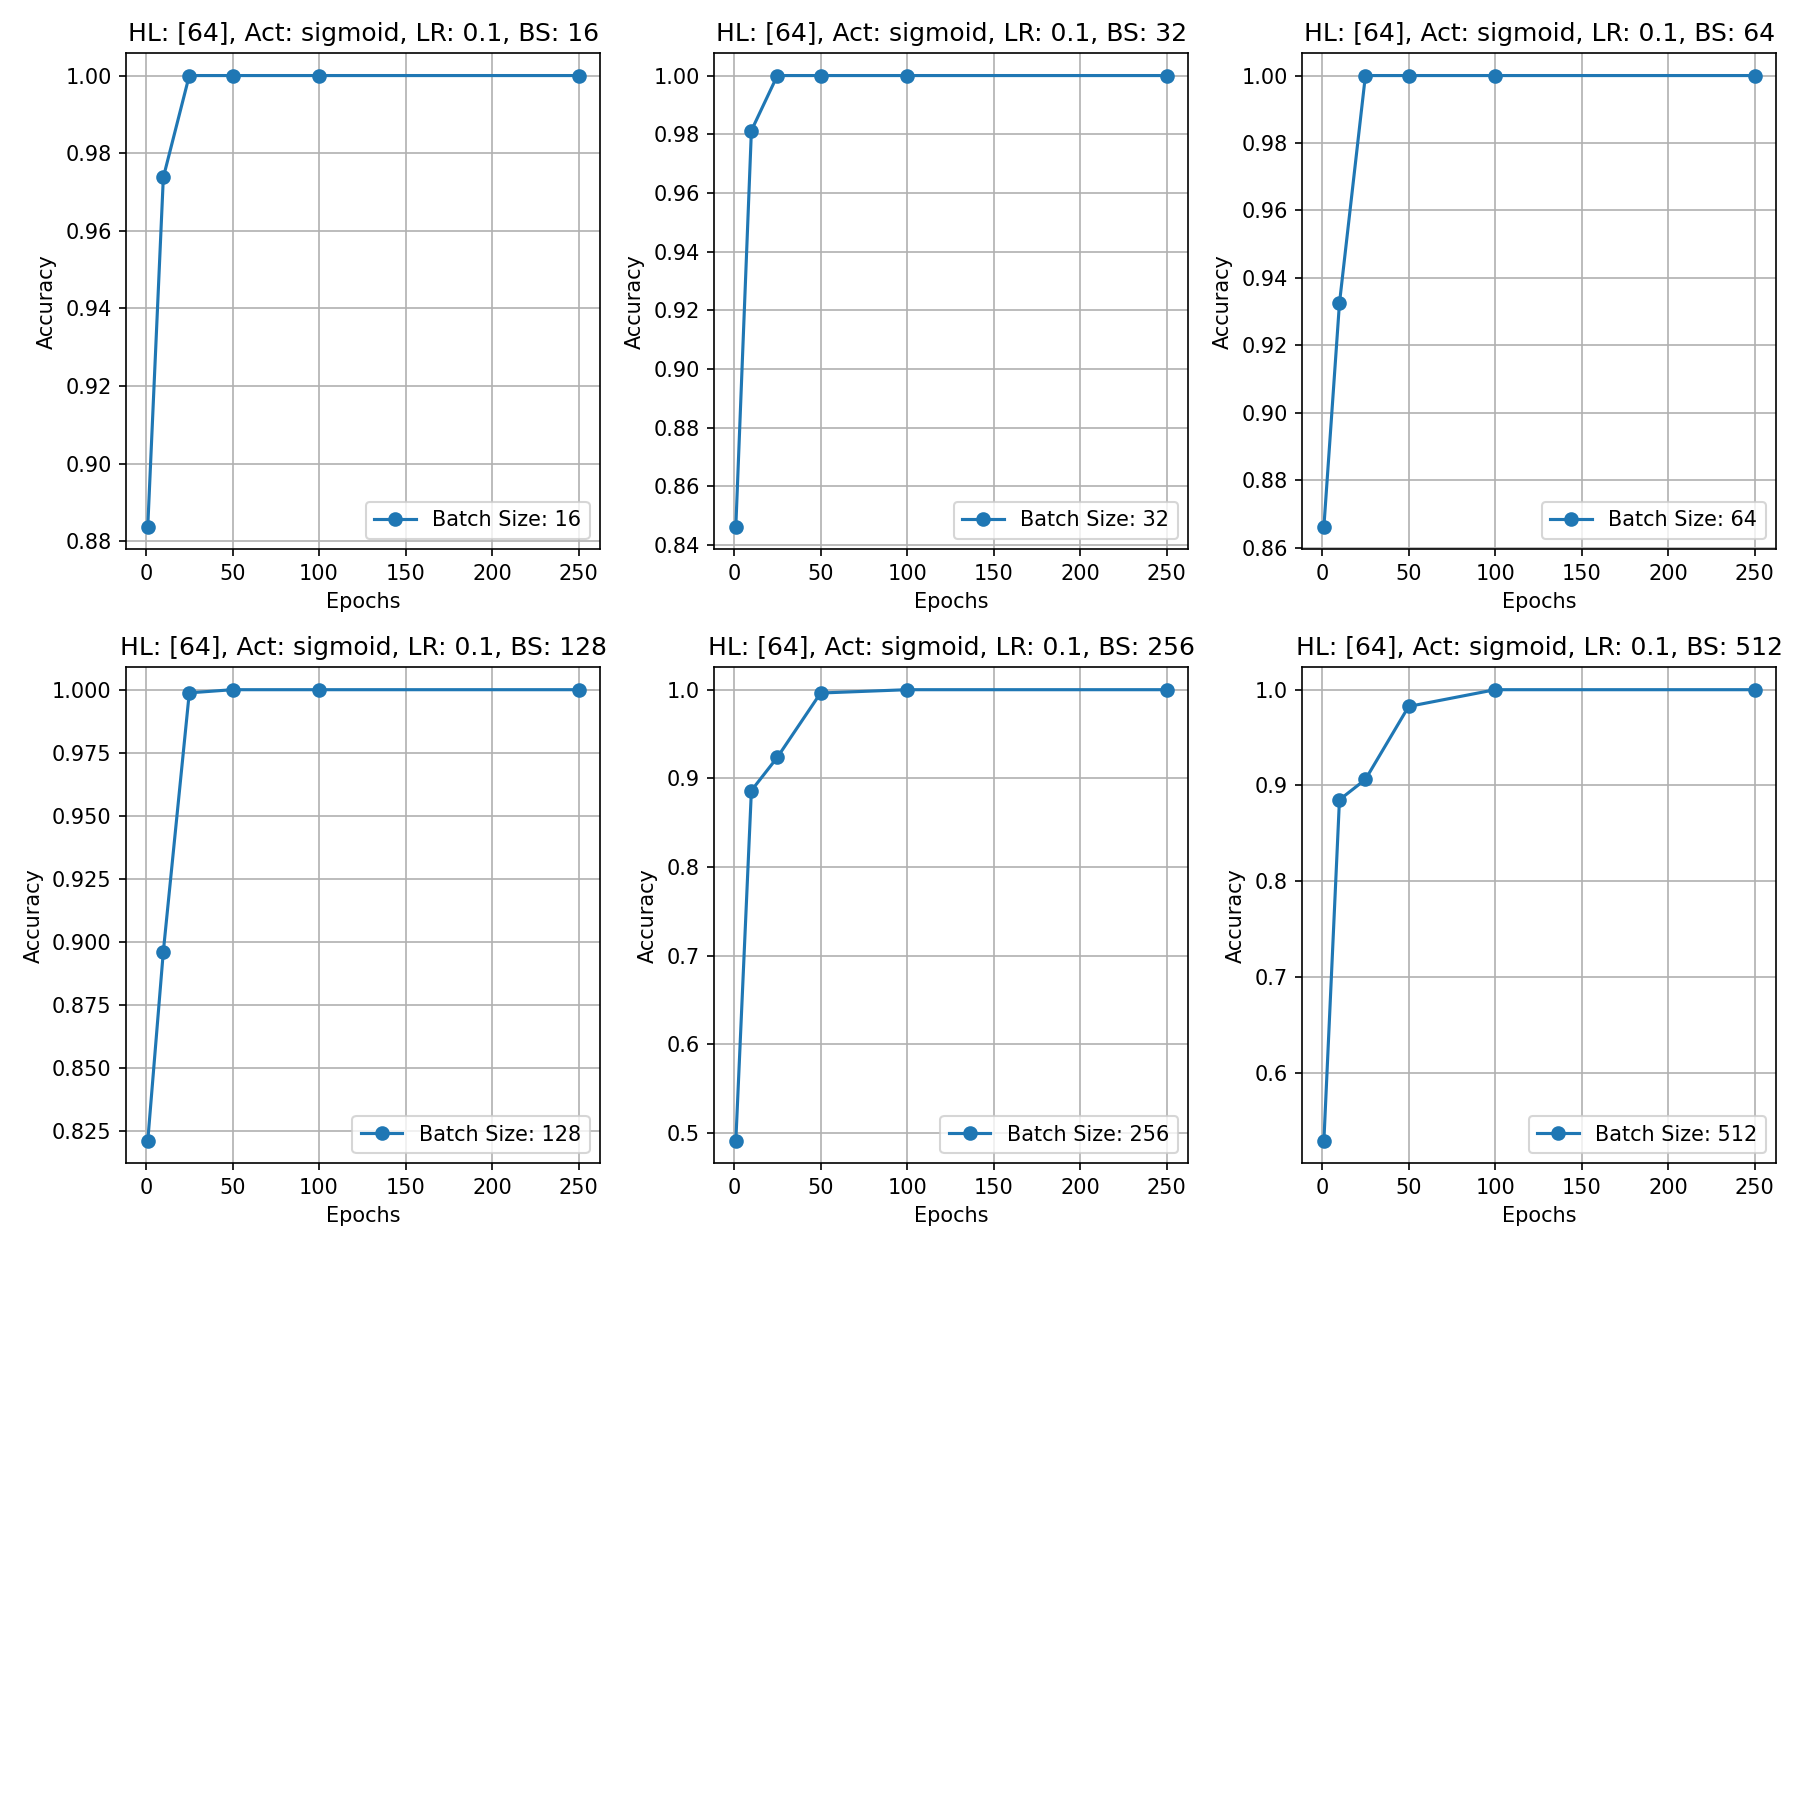 HL: [64], Act: sigmoid, LR: 0.1, BS: 16
1.00
0.98
0.96
0.94
0.92
0.90
0.88
Accuracy
Batch Size: 16
0 50 100 150 200 250
Epochs
HL: [64], Act: sigmoid, LR: 0.1, BS: 32
1.00
0.98
0.96
0.94
0.92
0.90
0.88
0.86
0.84
Accuracy
Batch Size: 32
0 50 100 150 200 250
Epochs
HL: [64], Act: sigmoid, LR: 0.1, BS: 64
1.00
0.98
0.96
0.94
0.92
0.90
0.88
0.86
Accuracy
Batch Size: 64
0 50 100 150 200 250
Epochs
HL: [64], Act: sigmoid, LR: 0.1, BS: 128
1.000
0.975
0.950
0.925
0.900
0.875
0.850
0.825
Accuracy
Batch Size: 128
0 50 100 150 200 250
Epochs
HL: [64], Act: sigmoid, LR: 0.1, BS: 256
1.0
0.9
0.8
0.7
0.6
0.5
Accuracy
Batch Size: 256
0 50 100 150 200 250
Epochs
HL: [64], Act: sigmoid, LR: 0.1, BS: 512
1.0
0.9
0.8
0.7
0.6
Accuracy
Batch Size: 512
0 50 100 150 200 250
Epochs